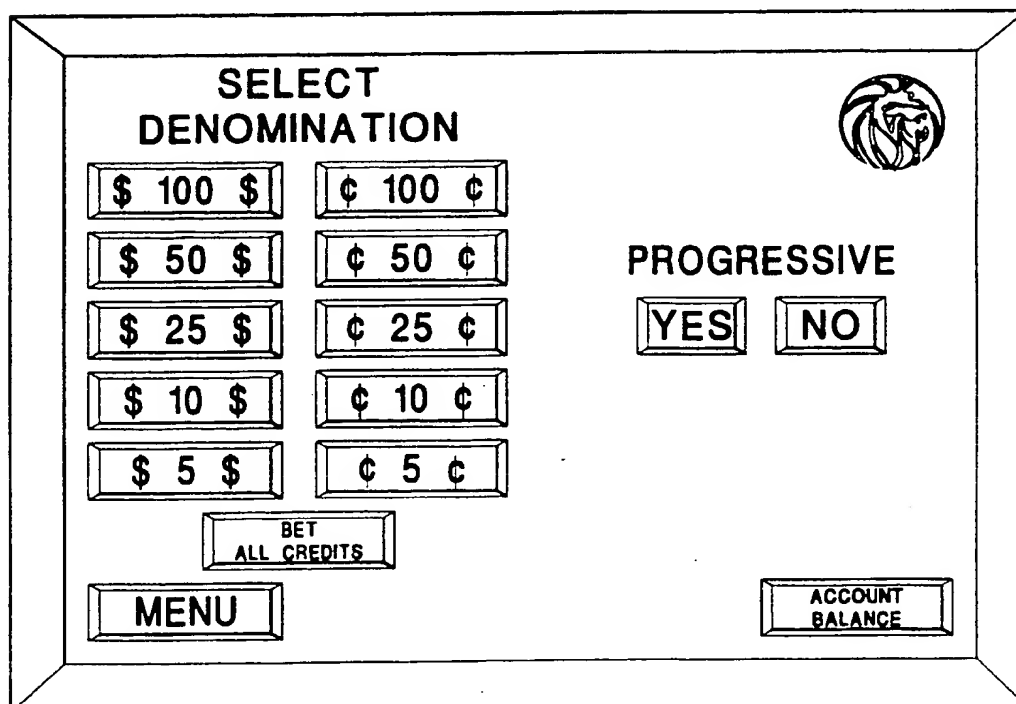 SELECT
DENOMINATION
$ 100 $
¢ 100 ¢
$ 50 $
¢ 50 ¢
$ 25 $
¢ 25 ¢
$ 10 $
¢ 10 ¢
$ 5 $
¢ 5 ¢
BET
ALL CREDITS
MENU
PROGRESSIVE
YES
NO
ACCOUNT
BALANCE